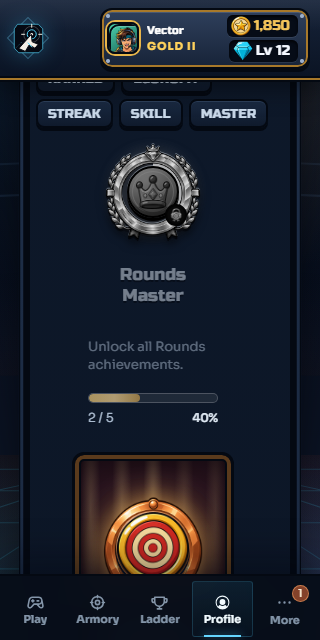 Vector
GOLD II
1,850
Lv 12
STREAK
SKILL
MASTER
Rounds
Master
Unlock all Rounds
achievements.
2 / 5
40%
Play
Armory
Ladder
Profile
More
1